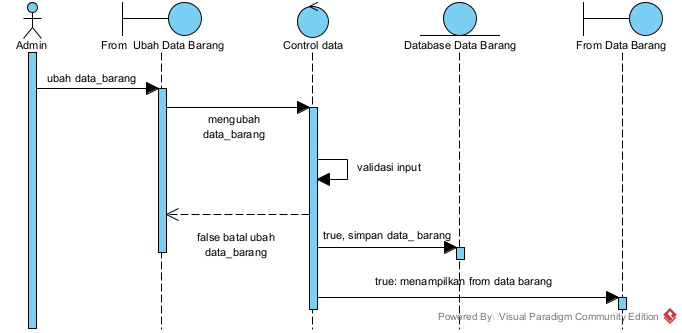 Admin
From Ubah Data Barang
Control data
Database Data Barang
From Data Barang
ubah data_barang
mengubah
data_barang
validasi input
false batal ubah
data_barang
true, simpan data_ barang
true: menampilkan from data barang
Powered By Visual Paradigm Community Edition